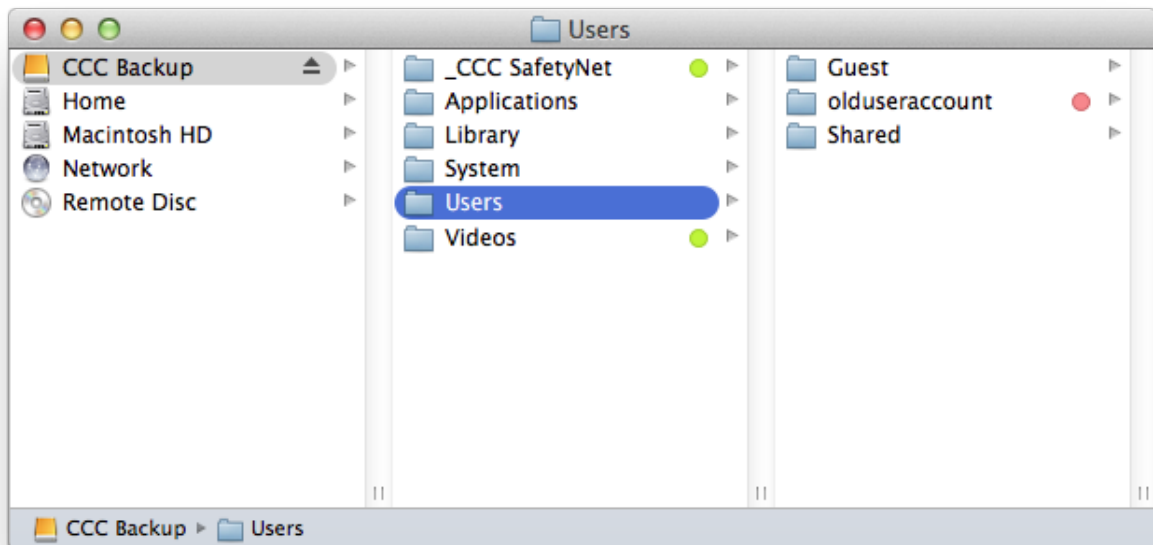 Users
CCC Backup
Home
Macintosh HD
Network
Remote Disc
_CCC SafetyNet
Applications
Library
System
Users
Videos
Guest
olduseraccount
Shared
CCC Backup Users